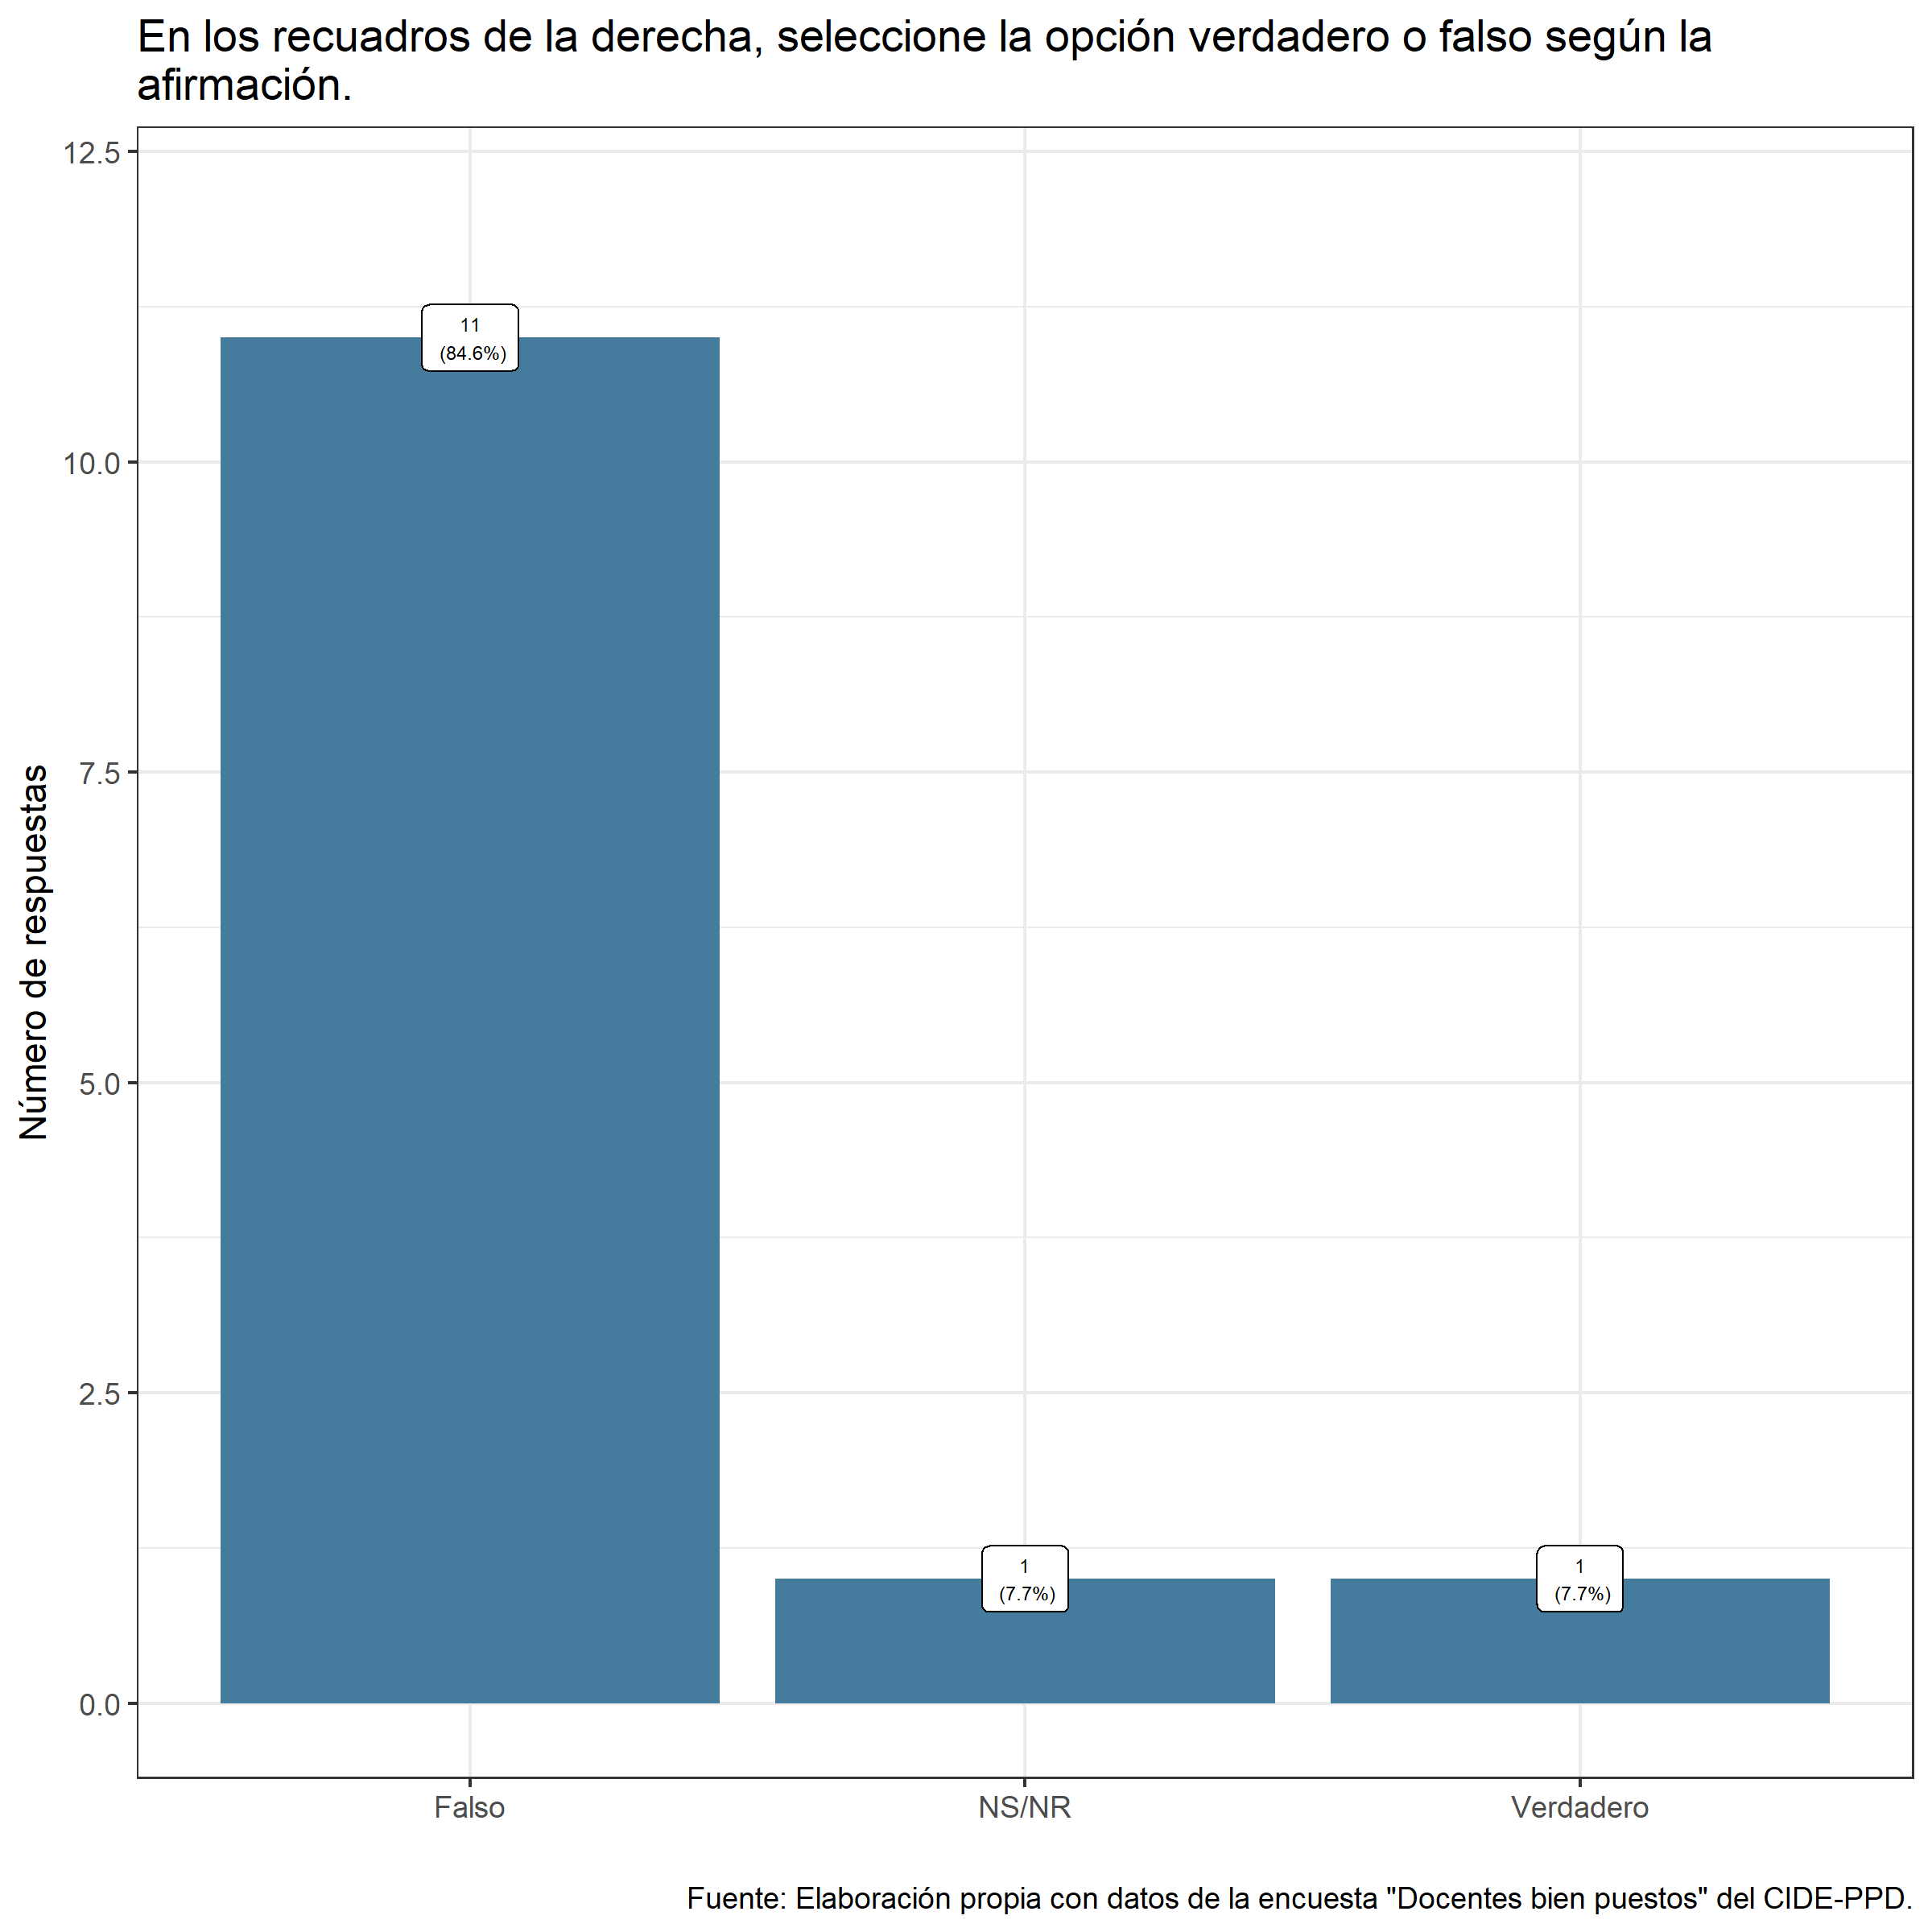 En los recuadros de la derecha, seleccione la opción verdadero o falso según la
afirmación.
Número de respuestas
12.5
10.0
7.5
5.0
2.5
0.0
11
(84.6%)
1
(7.7%)
1
(7.7%)
Falso
NS/NR
Verdadero
Fuente: Elaboración propia con datos de la encuesta "Docentes bien puestos" del CIDE-PPD.